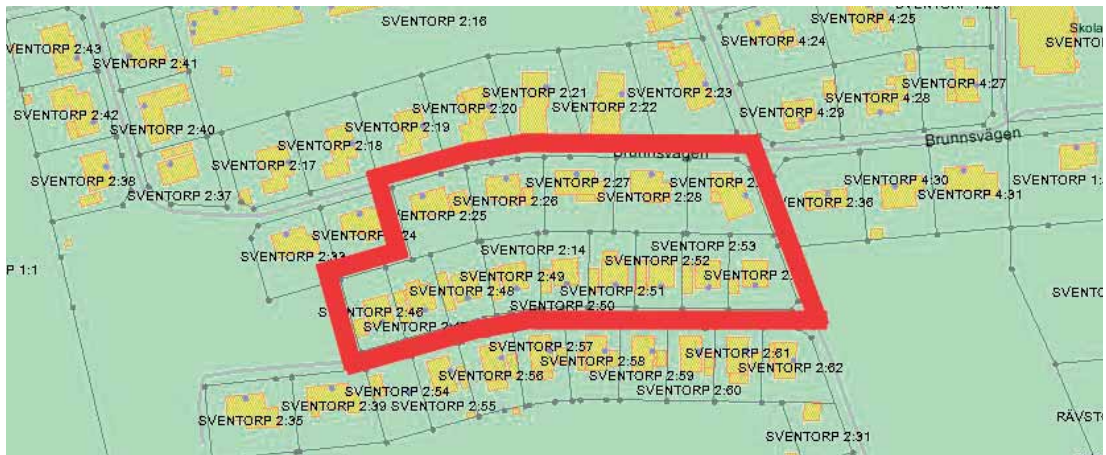 SVENTORP 2:16
SVENTORP 4:25
SVENTORP 4:24
Skola
SVENTORP 2:41
SVENTORP 2:21
SVENTORP 2:22
SVENTORP 2:23
SVENTORP 4:27
SVENTORP 4:28
SVENTORP 4:29
SVENTORP 2:20
SVENTORP 2:19
SVENTORP 2:18
SVENTORP 2:17
SVENTORP 2:42
SVENTORP 2:40
SVENTORP 2:38
SVENTORP 2:37
Brunnsvägen
Brunnsvägen
SVENTORP 2:27
SVENTORP 2:28
SVENTORP 2:26
SVENTORP 2:25
SVENTORP 2:36
SVENTORP 4:30
SVENTORP 4:31
SVENTORP 2:33
SVENTORP 2:14
SVENTORP 2:53
SVENTORP 2:52
SVENTORP 2:49
SVENTORP 2:48
SVENTORP 2:51
SVENTORP 2:50
SVENTORP 2:46
P 1:1
SVENTORP 2:57
SVENTORP 2:58
SVENTORP 2:59
SVENTORP 2:60
SVENTORP 2:61
SVENTORP 2:62
SVENTORP 2:56
SVENTORP 2:54
SVENTORP 2:55
SVENTORP 2:39
SVENTORP 2:35
SVENTORP 2:31